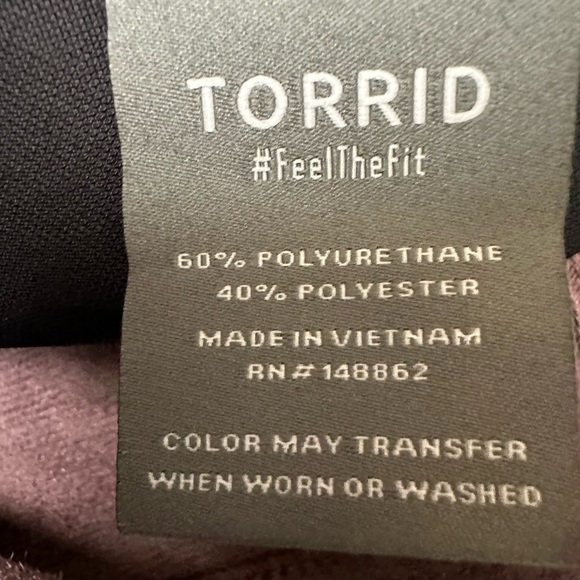 TORRID
#FeelTheFit
60% POLYURETHANE
40% POLYESTER
MADE IN VIETNAM
RN# 148862
COLOR MAY TRANSFER
WHEN WORN OR WASHED